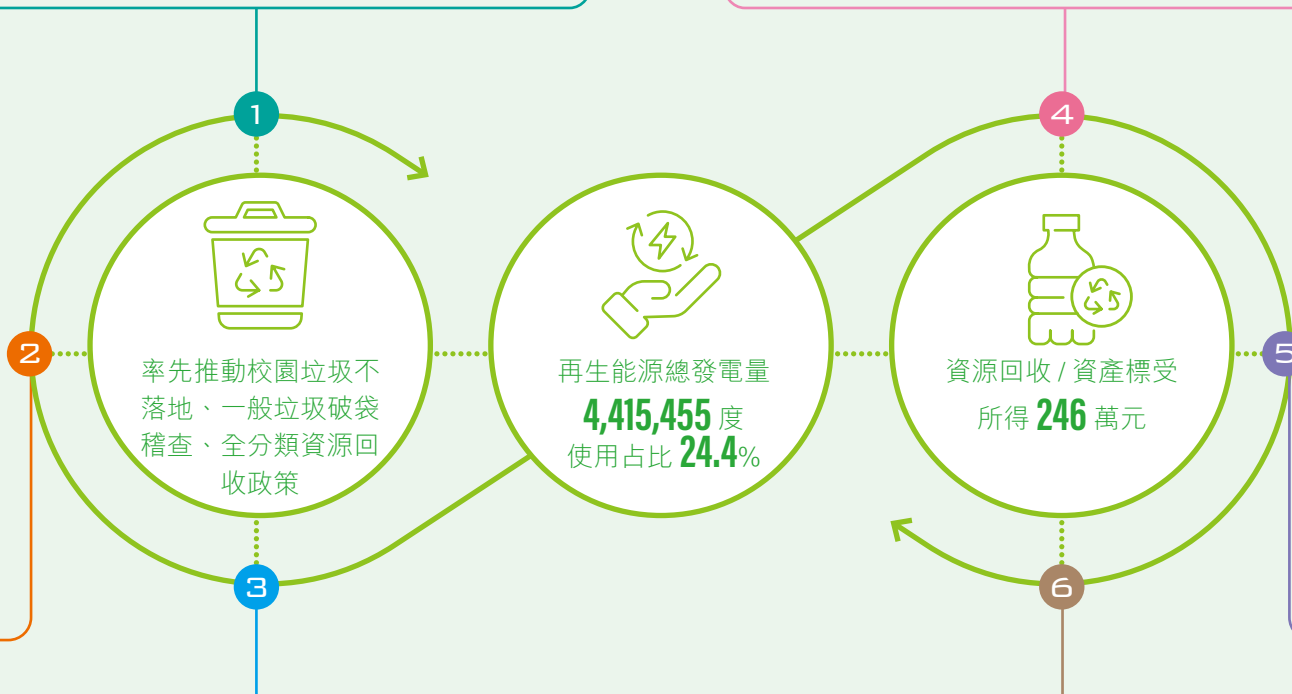 1
4
2
5
率先推動校園垃圾不
落地、一般垃圾破袋
稽查、全分類資源回
收政策
再生能源總發電量
4,415,455 度
使用占比 24.4%
資源回收 / 資產標受
所得 246 萬元
3
6